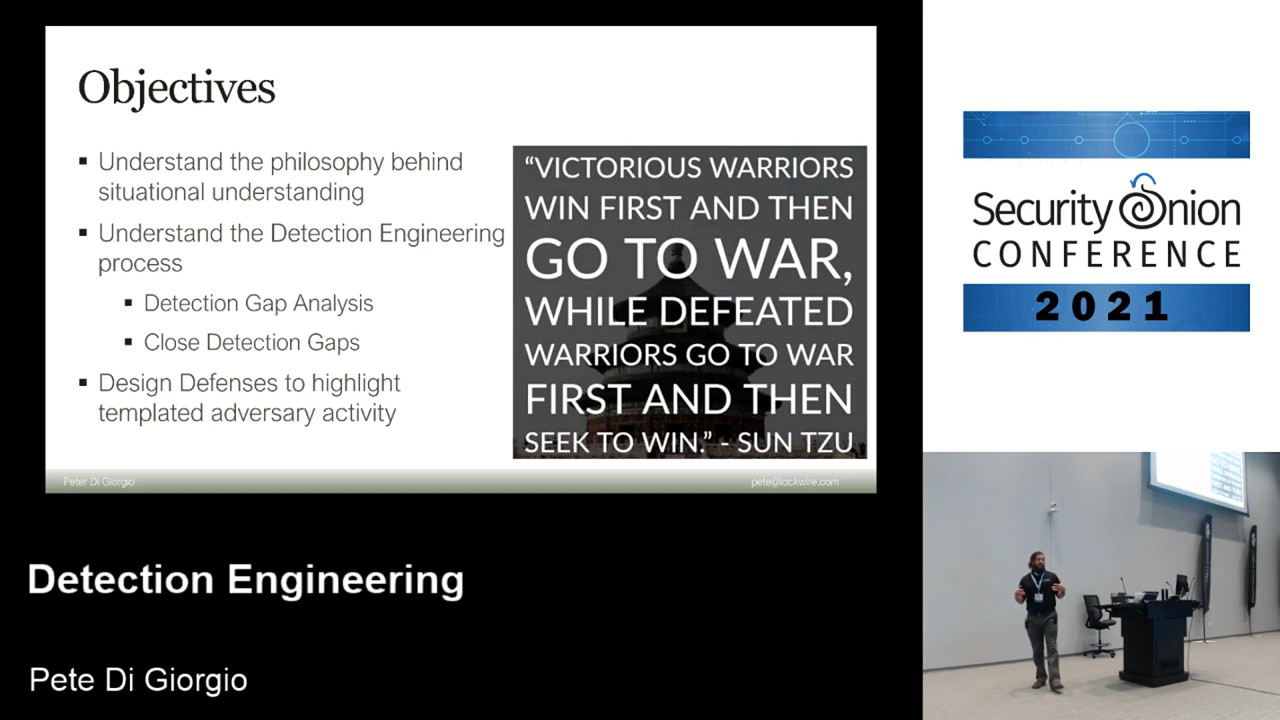 Objectives
▪ Understand the philosophy behind
situational understanding
▪ Understand the Detection Engineering
process
▪ Detection Gap Analysis
▪ Close Detection Gaps
▪ Design Defenses to highlight
templated adversary activity
“VICTORIOUS WARRIORS
WIN FIRST AND THEN
GO TO WAR,
WHILE DEFEATED
WARRIORS GO TO WAR
FIRST AND THEN
SEEK TO WIN.” - SUN TZU
Peter Di Giorgio
pete@lockwire.com
Detection Engineering
Pete Di Giorgio
Security Onion
CONFERENCE
2021